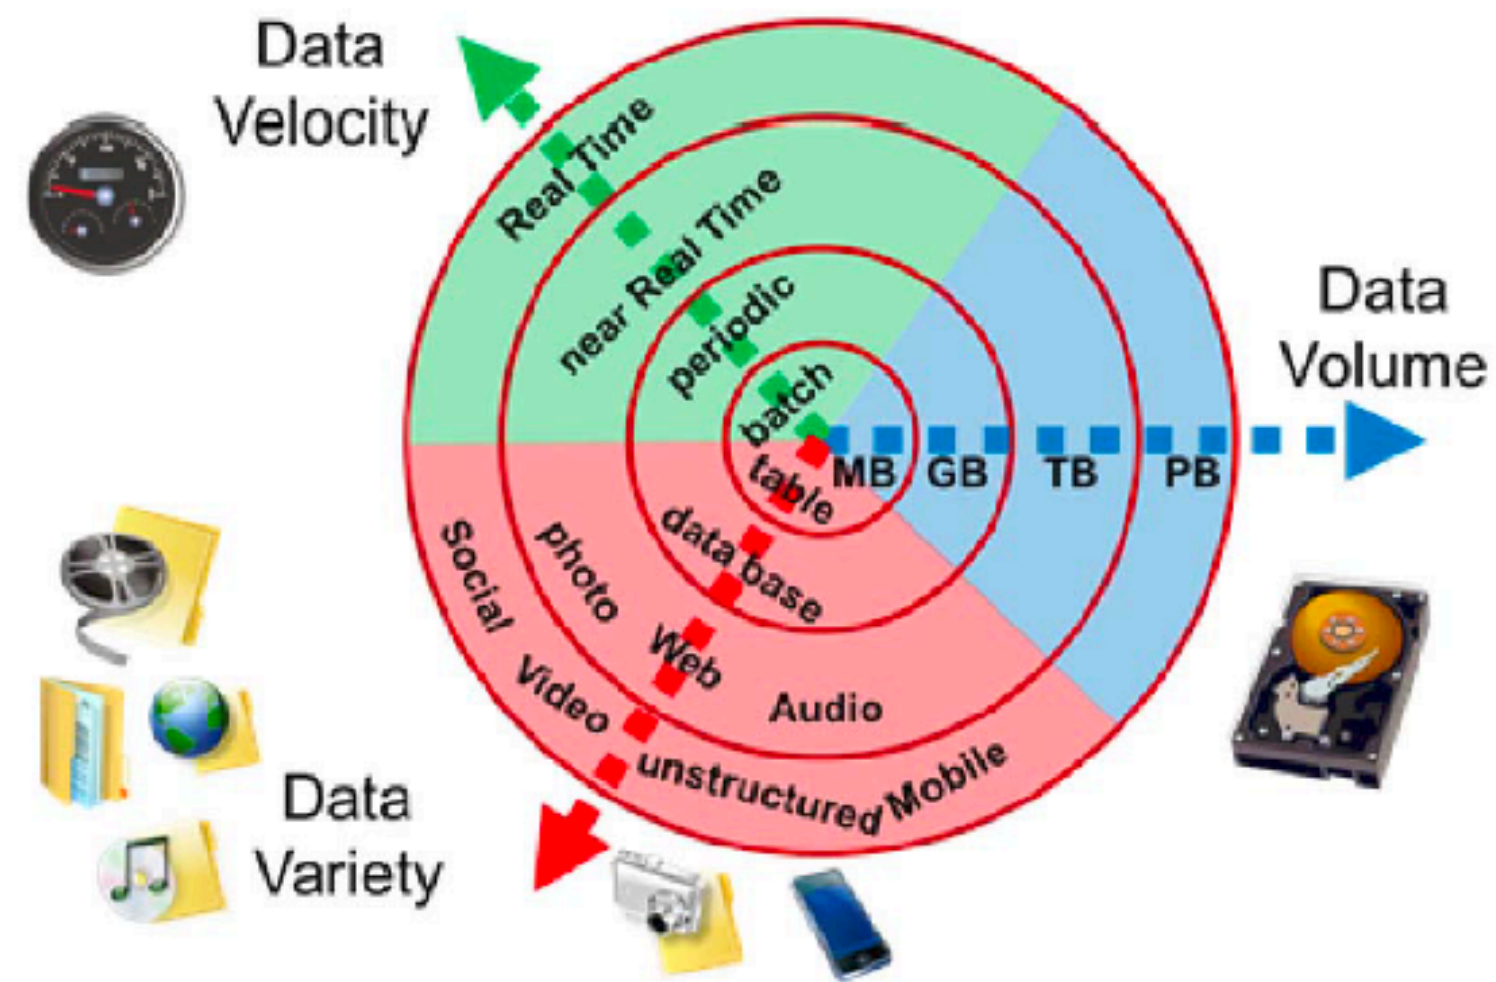 Data
Velocity
Real Time
near Real Time
periodic
batch
Data
Volume
MB GB TB PB
table
data base
photo
Web
Audio
Social
Video
unstructured
Mobile
Data
Variety